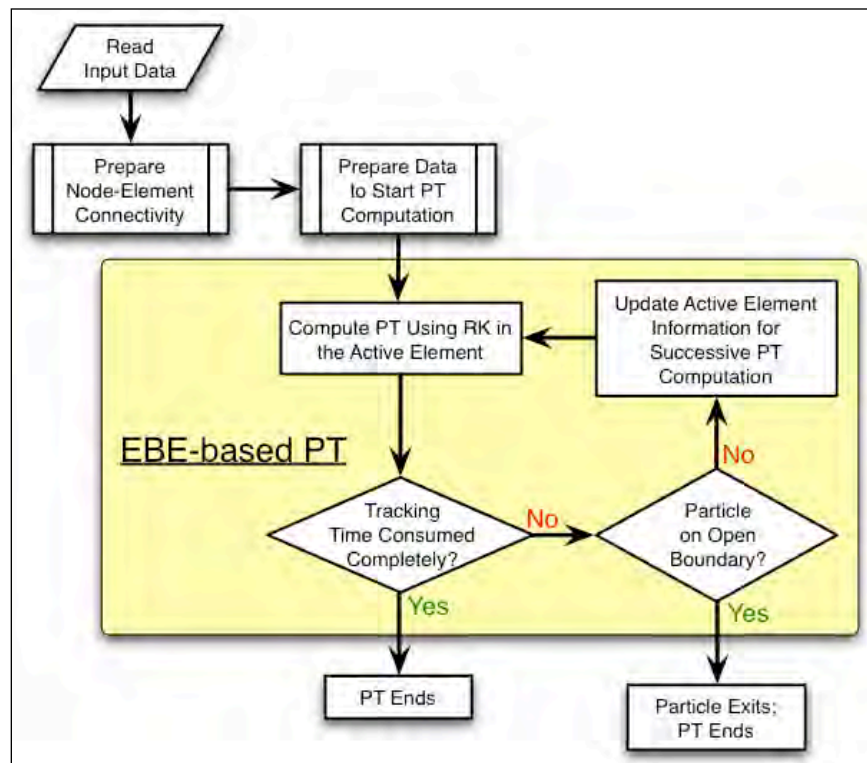 Read
Input Data
Prepare
Node-Element
Connectivity
Prepare Data
to Start PT
Computation
Compute PT Using RK in
the Active Element
Update Active Element
Information for
Successive PT
Computation
EBE-based PT
Tracking
Time Consumed
Completely?
No
Particle
on Open
Boundary?
No
Yes
Yes
PT Ends
Particle Exits;
PT Ends